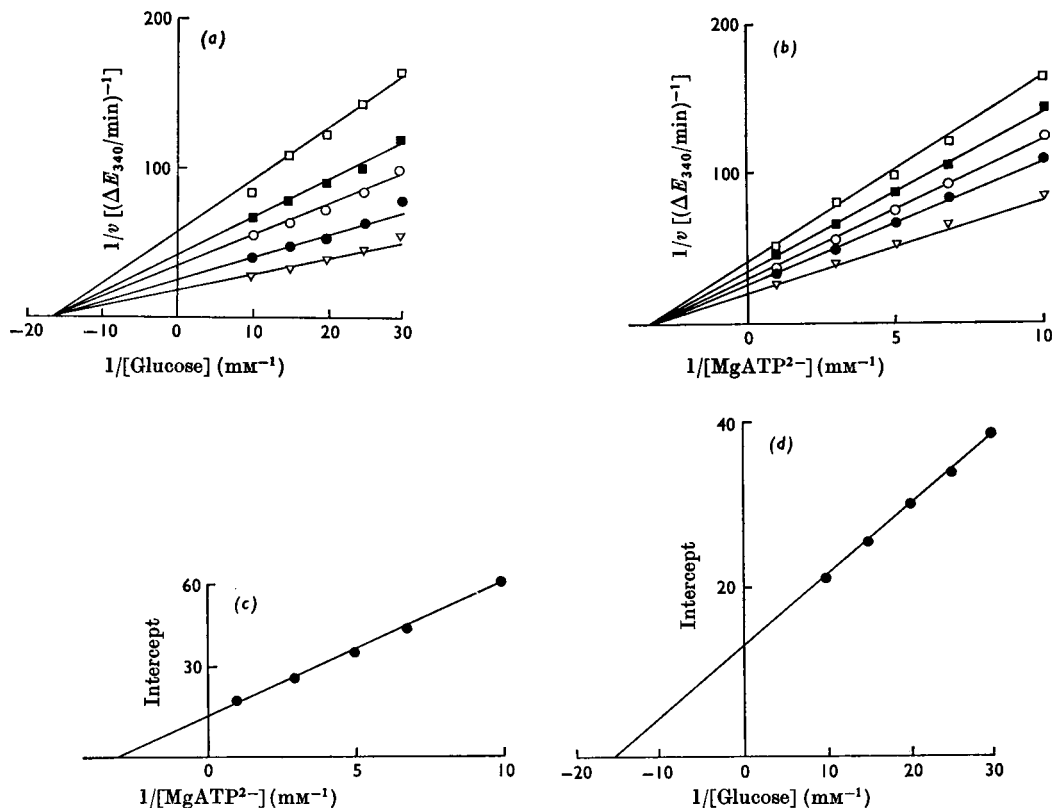 200
(a)
1/v [(ΔE340/min)⁻¹]
100
-20
-10
0
10
20
30
1/[Glucose] (mM⁻¹)
200
(b)
1/v [(ΔE340/min)⁻¹]
100
0
5
10
1/[MgATP²⁻] (mM⁻¹)
60
(c)
Intercept
30
0
5
10
1/[MgATP²⁻] (mM⁻¹)
40
(d)
Intercept
20
-20
-10
0
10
20
30
1/[Glucose] (mM⁻¹)